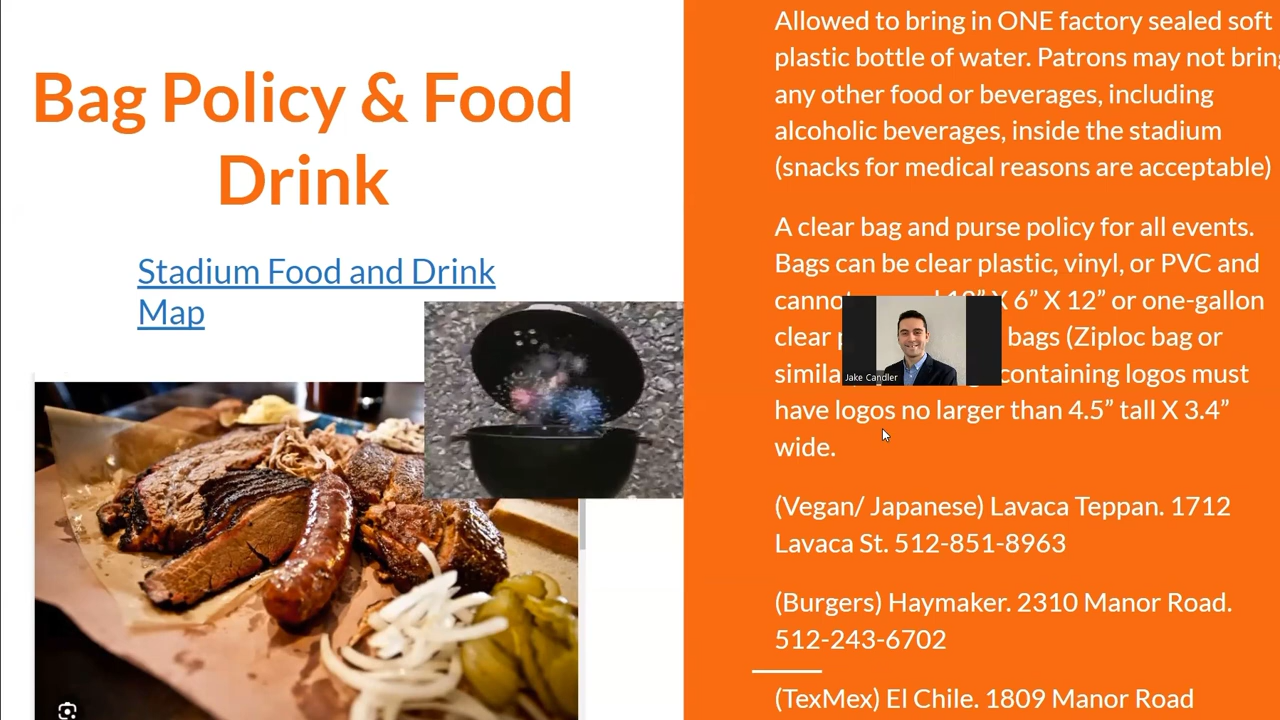 Bag Policy & Food
Drink
Stadium Food and Drink
Map
Allowed to bring in ONE factory sealed soft
plastic bottle of water. Patrons may not bring
any other food or beverages, including
alcoholic beverages, inside the stadium
(snacks for medical reasons are acceptable)
A clear bag and purse policy for all events.
Bags can be clear plastic, vinyl, or PVC and
X 6” X 12” or one-gallon
clear bags (Ziploc bag or
containing logos must
have logos no larger than 4.5” tall X 3.4”
wide.
Jake Candler
(Vegan/ Japanese) Lavaca Teppan. 1712
Lavaca St. 512-851-8963
(Burgers) Haymaker. 2310 Manor Road.
512-243-6702
(TexMex) El Chile. 1809 Manor Road